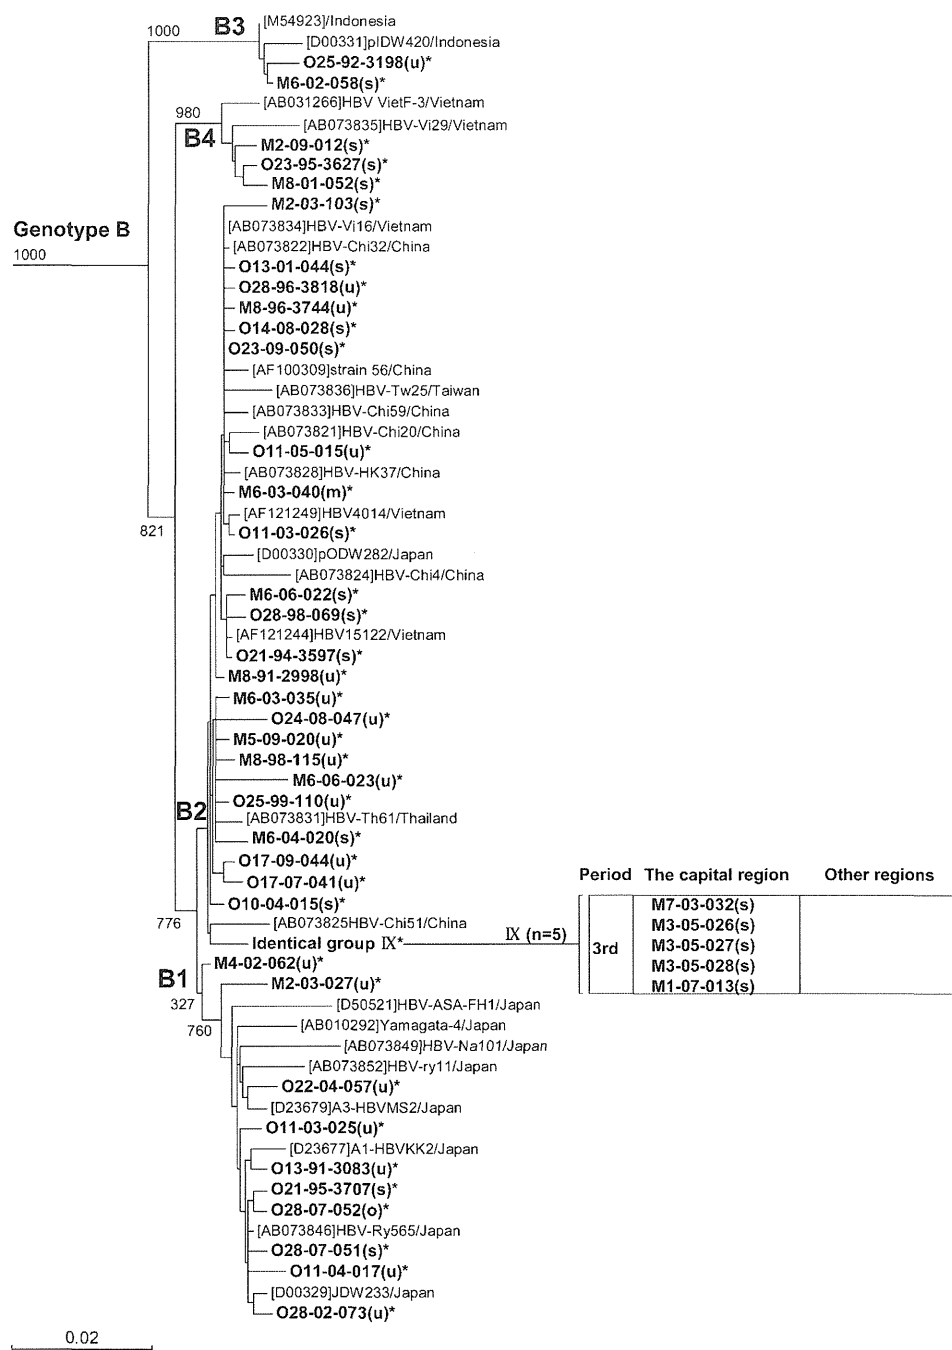 [M54923]/Indonesia
1000
B3
[D00331]pIDW420/Indonesia
O25-92-3198(u)*
M6-02-058(s)*
[AB031266]HBV VietF-3/Vietnam
980
[AB073835]HBV-Vi29/Vietnam
B4
M2-09-012(s)*
O23-95-3627(s)*
M8-01-052(s)*
M2-03-103(s)*
Genotype B
[AB073834]HBV-Vi16/Vietnam
1000
[AB073822]HBV-Chi32/China
O13-01-044(s)*
O28-96-3818(u)*
M8-96-3744(u)*
O14-08-028(s)*
O23-09-050(s)*
[AF100309]strain 56/China
[AB073836]HBV-Tw25/Taiwan
[AB073833]HBV-Chi59/China
[AB073821]HBV-Chi20/China
O11-05-015(u)*
[AB073828]HBV-HK37/China
M6-03-040(m)*
[AF121249]HBV4014/Vietnam
821
O11-03-026(s)*
[D00330]pODW282/Japan
[AB073824]HBV-Chi4/China
M6-06-022(s)*
O28-98-069(s)*
[AF121244]HBV15122/Vietnam
O21-94-3597(s)*
M8-91-2998(u)*
M6-03-035(u)*
O24-08-047(u)*
M5-09-020(u)*
M8-98-115(u)*
M6-06-023(u)*
O25-99-110(u)*
B2
[AB073831]HBV-Th61/Thailand
M6-04-020(s)*
O17-09-044(u)*
O17-07-041(u)*
O10-04-015(s)*
776
[AB073825HBV-Chi51/China
Identical group IX*
IX (n=5)
Period The capital region Other regions
3rd
M7-03-032(s)
M3-05-026(s)
M3-05-027(s)
M3-05-028(s)
M1-07-013(s)
M4-02-062(u)*
B1
M2-03-027(u)*
327
[D50521]HBV-ASA-FH1/Japan
760
[AB010292]Yamagata-4/Japan
[AB073849]HBV-Na101/Japan
[AB073852]HBV-ry11/Japan
O22-04-057(u)*
[D23679]A3-HBVMS2/Japan
O11-03-025(u)*
[D23677]A1-HBVKK2/Japan
O13-91-3083(u)*
O21-95-3707(s)*
O28-07-052(o)*
[AB073846]HBV-Ry565/Japan
O28-07-051(s)*
O11-04-017(u)*
[D00329]JDW233/Japan
O28-02-073(u)*
0.02